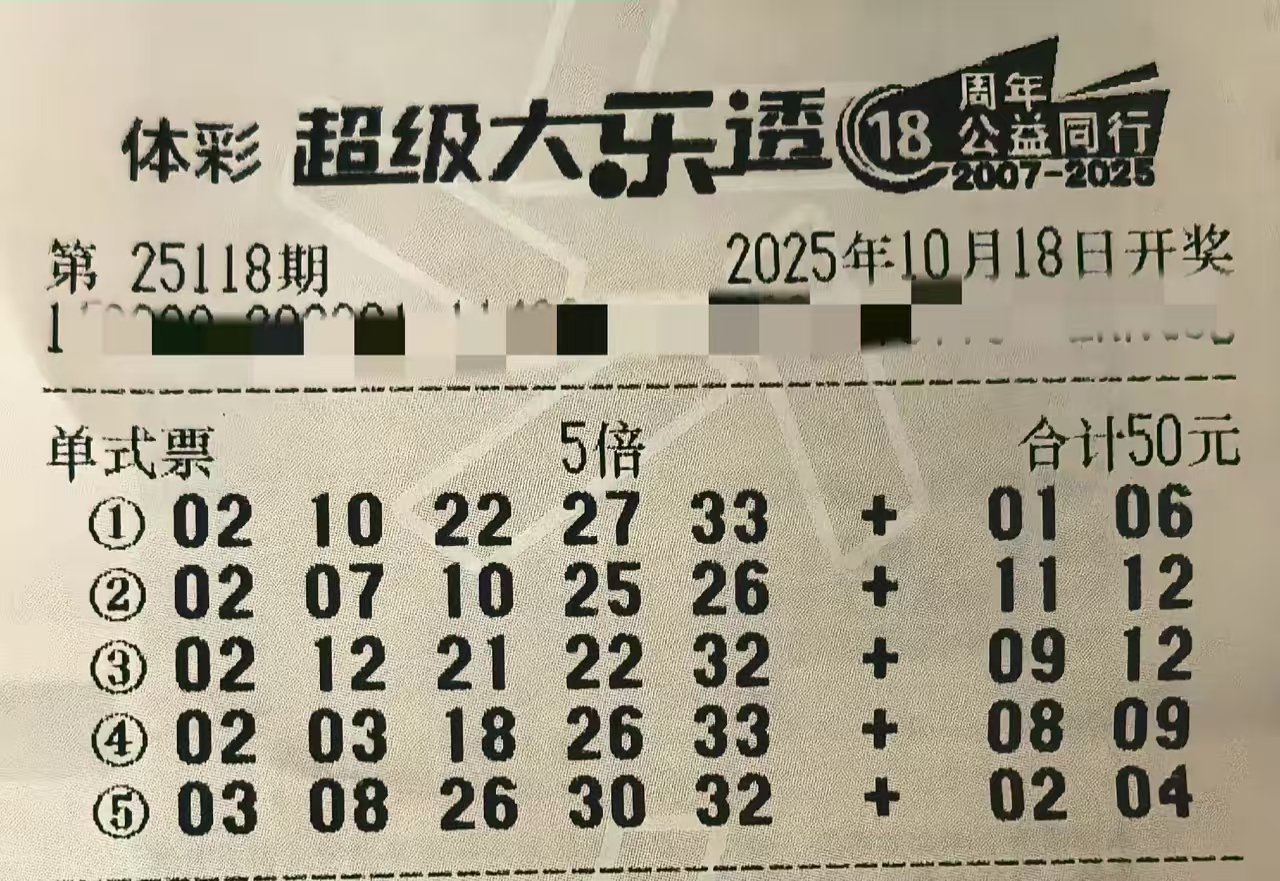 体彩 超级大乐透 18 周年
公益同行
2007-2025
第 25118期 2025年10月18日开奖
单式票 5倍 合计50元
① 02 10 22 27 33 + 01 06
② 02 07 10 25 26 + 11 12
③ 02 12 21 22 32 + 09 12
④ 02 03 18 26 33 + 08 09
⑤ 03 08 26 30 32 + 02 04